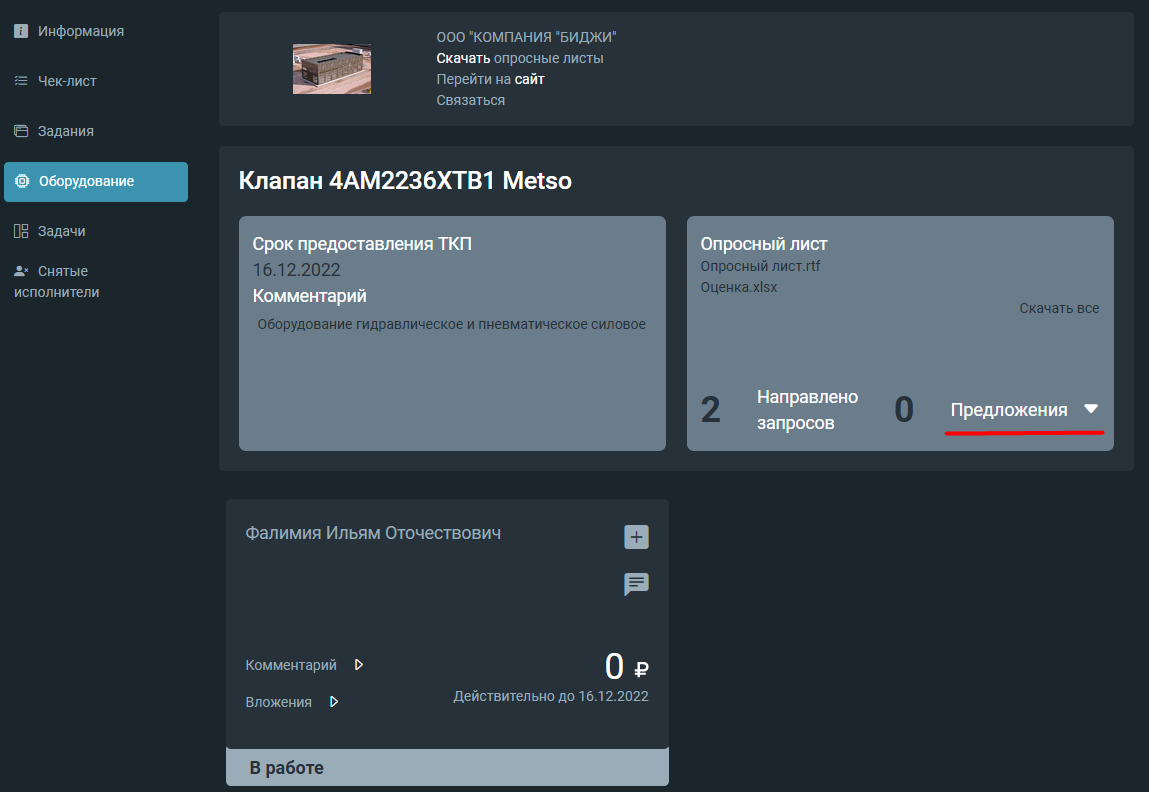 Информация
Чек-лист
Задания
Оборудование
Задачи
Снятые
исполнители
ООО "КОМПАНИЯ "БИДЖИ"
Скачать опросные листы
Перейти на сайт
Связаться
Клапан 4AM2236XTB1 Metso
Срок предоставления ТКП
16.12.2022
Комментарий
Оборудование гидравлическое и пневматическое силовое
Опросный лист
Опросный лист.rtf
Оценка.xlsx
Скачать все
2 Направлено
запросов
0 Предложения
Фалимия Ильям Оточествович
Комментарий
Вложения
0 ₽
Действительно до 16.12.2022
В работе